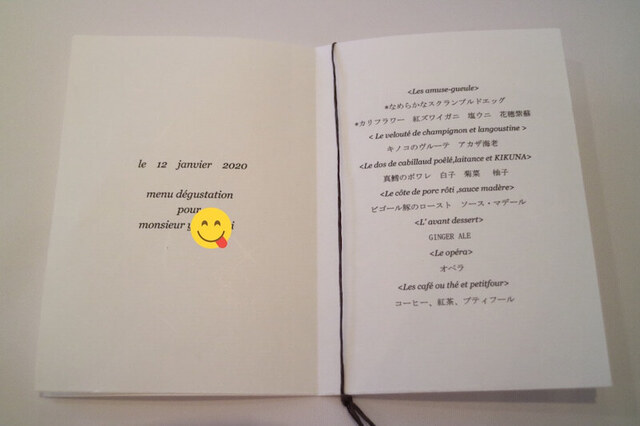 le 12 janvier 2020
menu dégustation
pour
monsieur
<Les amuse-gueule>
*なめらかなスクランブルドエッグ
*カリフラワー 紅ズワイガニ 塩ウニ 花穂紫蘇
< Le velouté de champignon et langoustine >
キノコのヴルーテ アカザ海老
<Le dos de cabillaud poêlé,laitance et KIKUNA>
真鱈のポワレ 白子 菊菜 柚子
<Le côte de porc rôti ,sauce madère>
ビゴール豚のロースト ソース・マデール
<L' avant dessert>
GINGER ALE
<Le opéra>
オペラ
<Les café ou thé et petitfour>
コーヒー、紅茶、プティフール